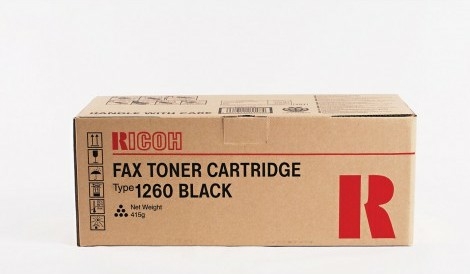 HANDLE WITH CARE
RICOH
FAX TONER CARTRIDGE
Type 1260 BLACK
Net Weight
415g
R